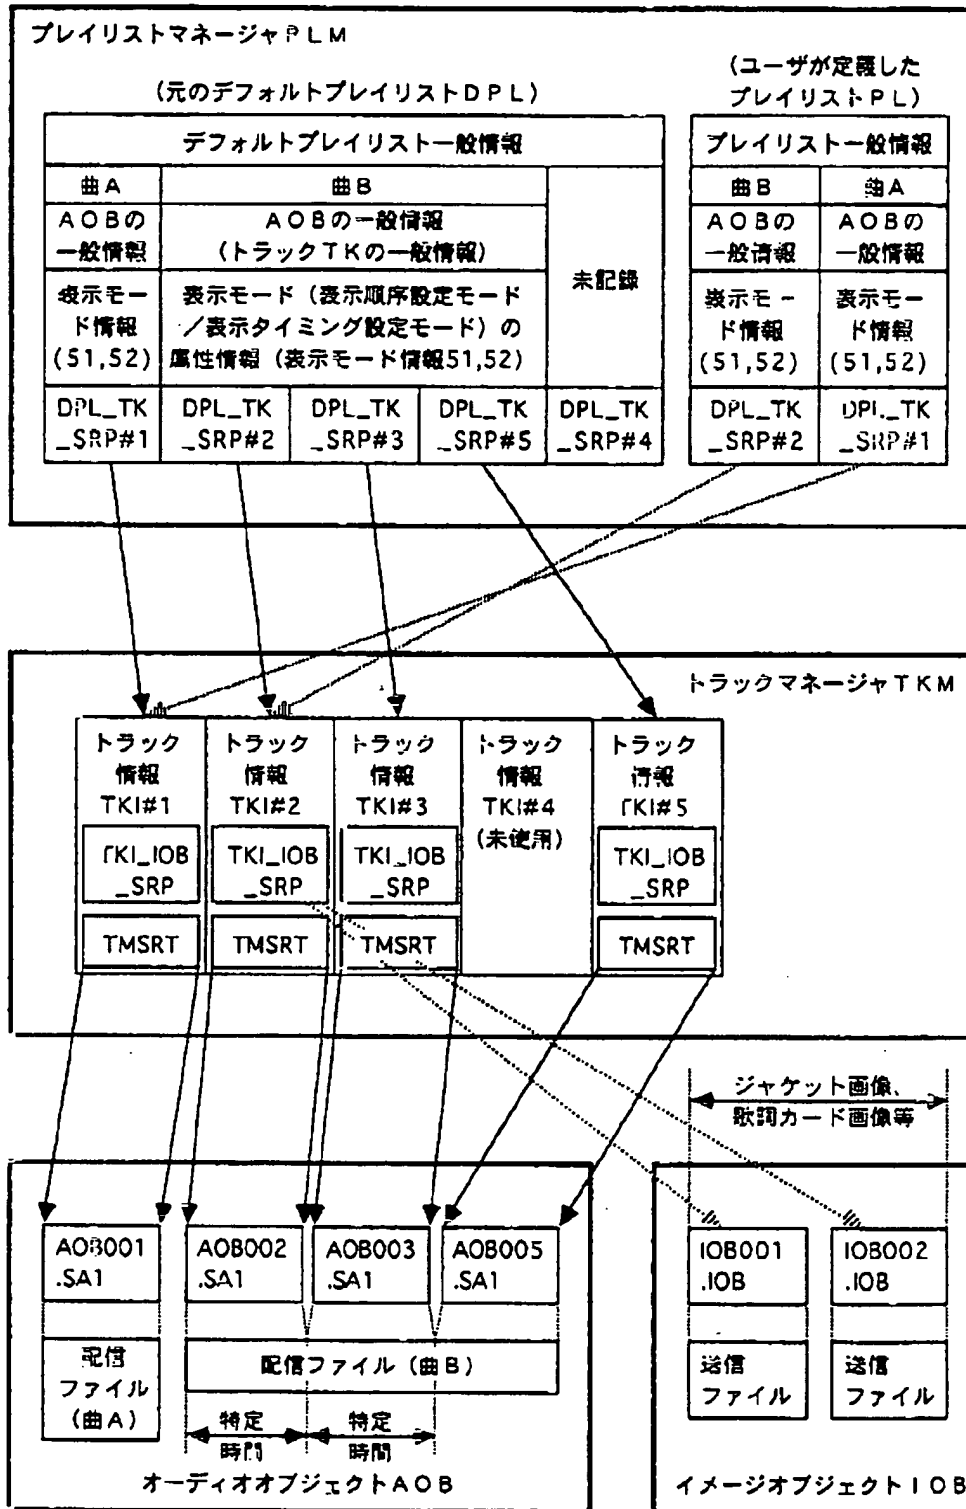 プレイリストマネージャPLM
(元のデフォルトプレイリストDPL)
(ユーザが定義した
プレイリストPL)
デフォルトプレイリスト一般情報
曲A
曲B
AOBの
一般情報
AOBの一般情報
(トラックTKの一般情報)
未記録
表示モー
ド情報
(51,52)
表示モード(表示順序設定モード
/表示タイミング設定モード)の
属性情報(表示モード情報51,52)
DPL_TK
_SRP#1
DPL_TK
_SRP#2
DPL_TK
_SRP#3
DPL_TK
_SRP#5
DPL_TK
_SRP#4
プレイリスト一般情報
曲B
曲A
AOBの
一般情報
AOBの
一般情報
表示モー
ド情報
(51,52)
表示モー
ド情報
(51,52)
DPL_TK
_SRP#2
DPL_TK
_SRP#1
トラックマネージャTKM
トラック
情報
TKI#1
TKI_IOB
_SRP
TMSRT
トラック
情報
TKI#2
TKI_IOB
_SRP
TMSRT
トラック
情報
TKI#3
TKI_IOB
_SRP
TMSRT
トラック
情報
TKI#4
(未使用)
トラック
情報
TKI#5
TKI_IOB
_SRP
TMSRT
ジャケット画像、
歌詞カード画像等
AOB001
.SA1
AOB002
.SA1
AOB003
.SA1
AOB005
.SA1
配信
ファイル
(曲A)
配信ファイル(曲B)
特定
時間
特定
時間
オーディオオブジェクトAOB
IOB001
.IOB
IOB002
.IOB
送信
ファイル
送信
ファイル
イメージオブジェクトIOB